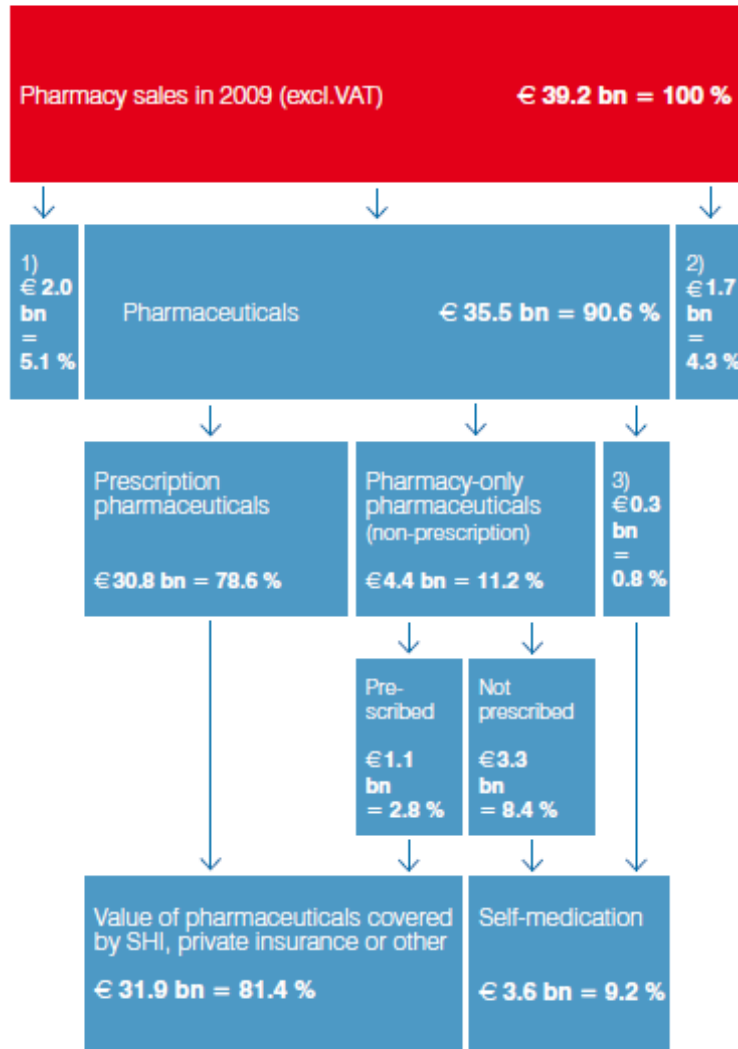 Pharmacy sales in 2009 (excl.VAT) € 39.2 bn = 100 %
1)
€ 2.0
bn
=
5.1 %
Pharmaceuticals € 35.5 bn = 90.6 %
2)
€ 1.7
bn
=
4.3 %
Prescription
pharmaceuticals
€ 30.8 bn = 78.6 %
Pharmacy-only
pharmaceuticals
(non-prescription)
€ 4.4 bn = 11.2 %
3)
€ 0.3
bn
=
0.8 %
Pre-
scribed
€ 1.1
bn
= 2.8 %
Not
prescribed
€ 3.3
bn
= 8.4 %
Value of pharmaceuticals covered
by SHI, private insurance or other
€ 31.9 bn = 81.4 %
Self-medication
€ 3.6 bn = 9.2 %